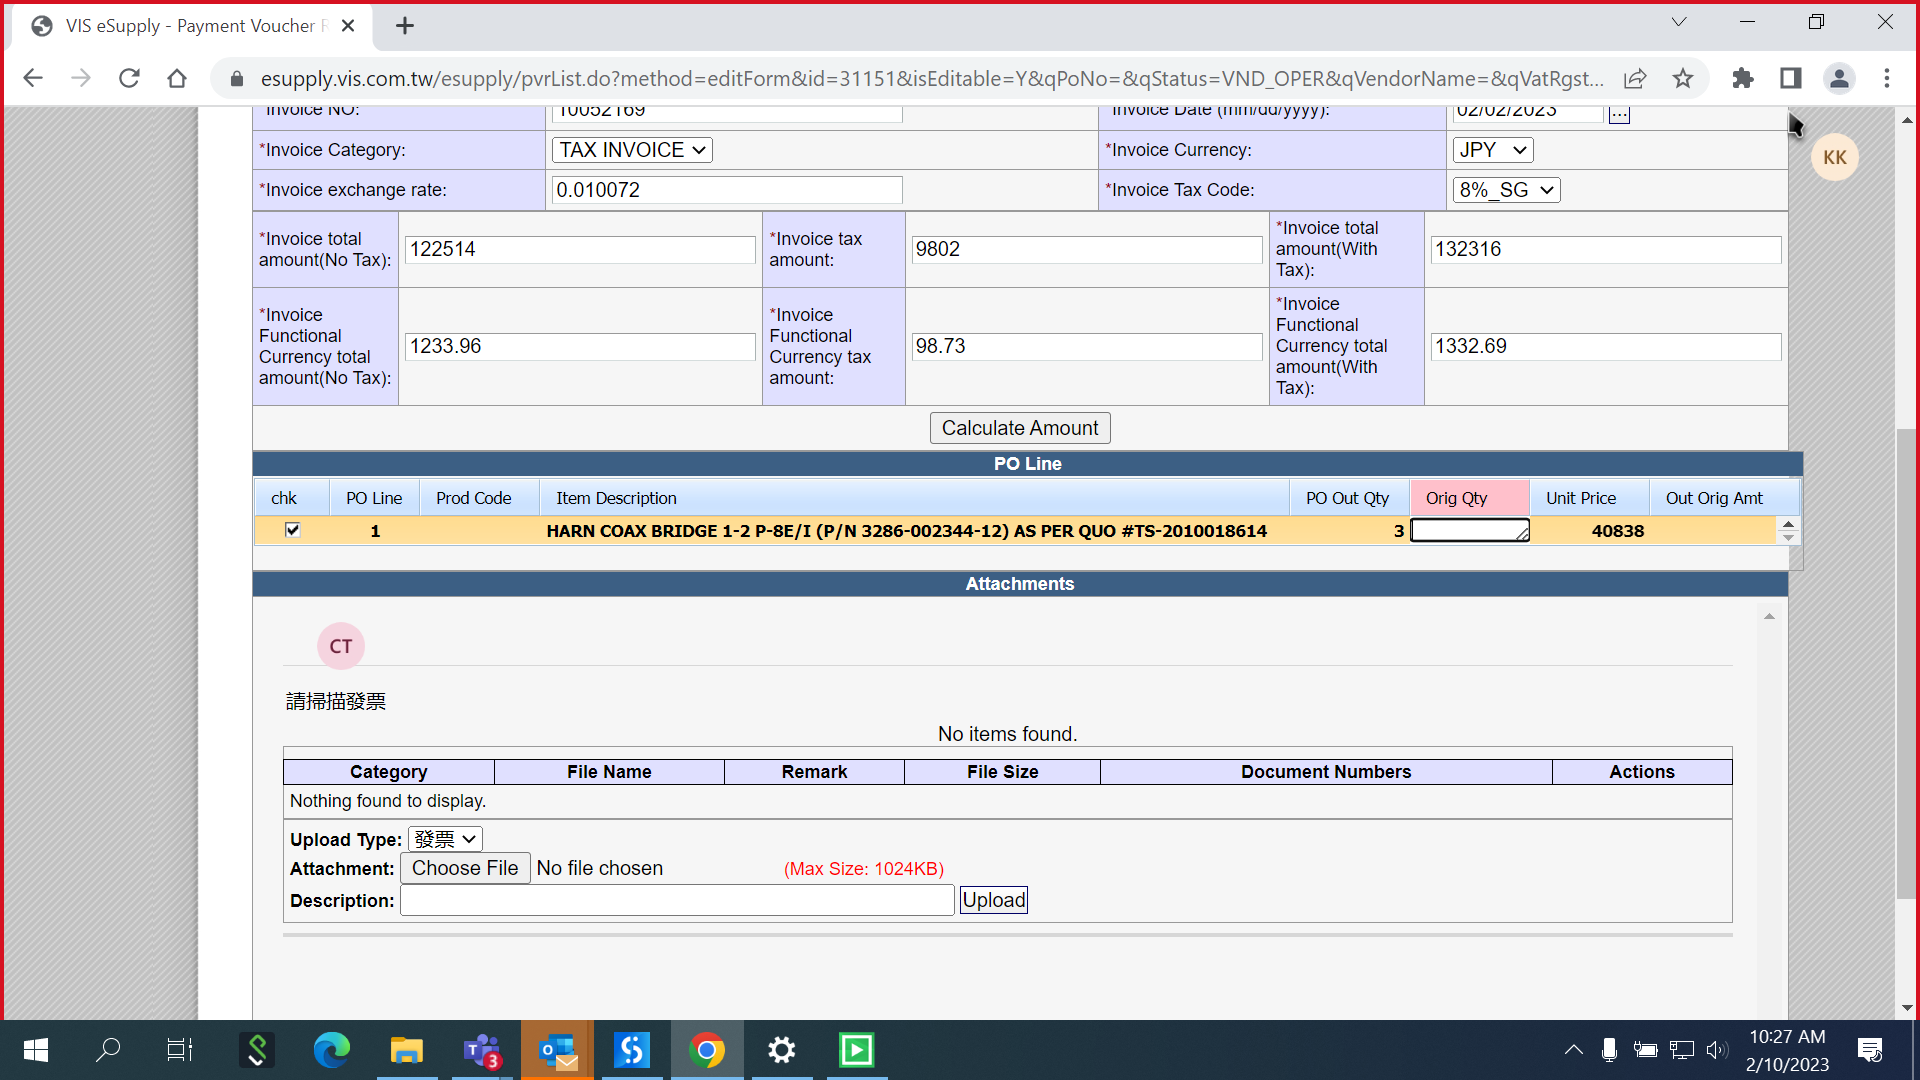 VIS eSupply - Payment Voucher R
esupply.vis.com.tw/esupply/pvrList.do?method=editForm&id=31151&isEditable=Y&qPoNo=&qStatus=VND_OPER&qVendorName=&qVatRgst...
Invoice NO: 10052169 Invoice Date (mm/dd/yyyy): 02/02/2023 ...
KK
*Invoice Category: TAX INVOICE *Invoice Currency: JPY
*Invoice exchange rate: 0.010072 *Invoice Tax Code: 8%_SG
*Invoice total amount(No Tax): 122514 *Invoice tax amount: 9802 *Invoice total amount(With Tax): 132316
*Invoice Functional Currency total amount(No Tax): 1233.96 *Invoice Functional Currency tax amount: 98.73 *Invoice Functional Currency total amount(With Tax): 1332.69
Calculate Amount
PO Line
chk PO Line Prod Code Item Description PO Out Qty Orig Qty Unit Price Out Orig Amt
1 HARN COAX BRIDGE 1-2 P-8E/I (P/N 3286-002344-12) AS PER QUO #TS-2010018614 3 40838
Attachments
CT
請掃描發票
No items found.
Category File Name Remark File Size Document Numbers Actions
Nothing found to display.
Upload Type: 發票
Attachment: Choose File No file chosen (Max Size: 1024KB)
Description: Upload
3
10:27 AM
2/10/2023